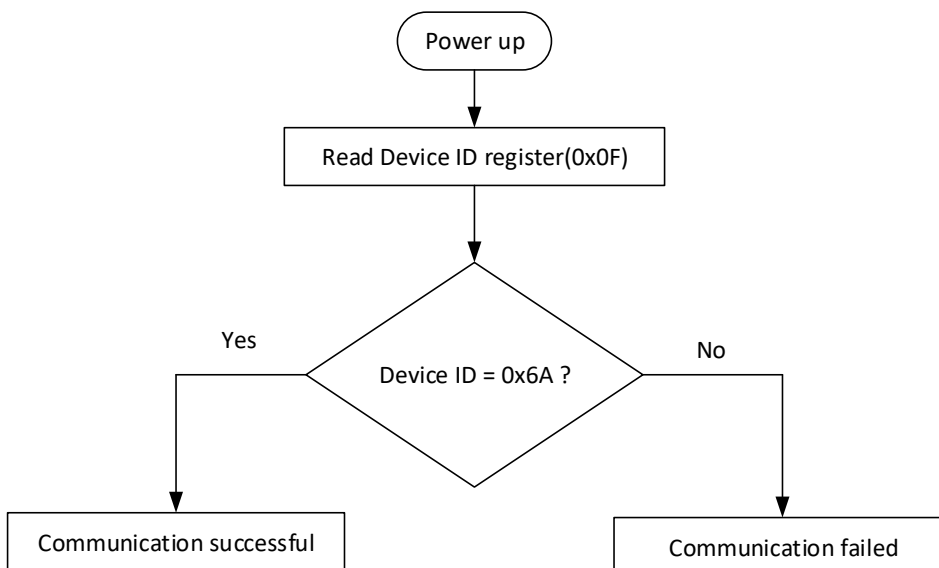 Power up
Read Device ID register(0x0F)
Yes
No
Device ID = 0x6A ?
Communication successful
Communication failed